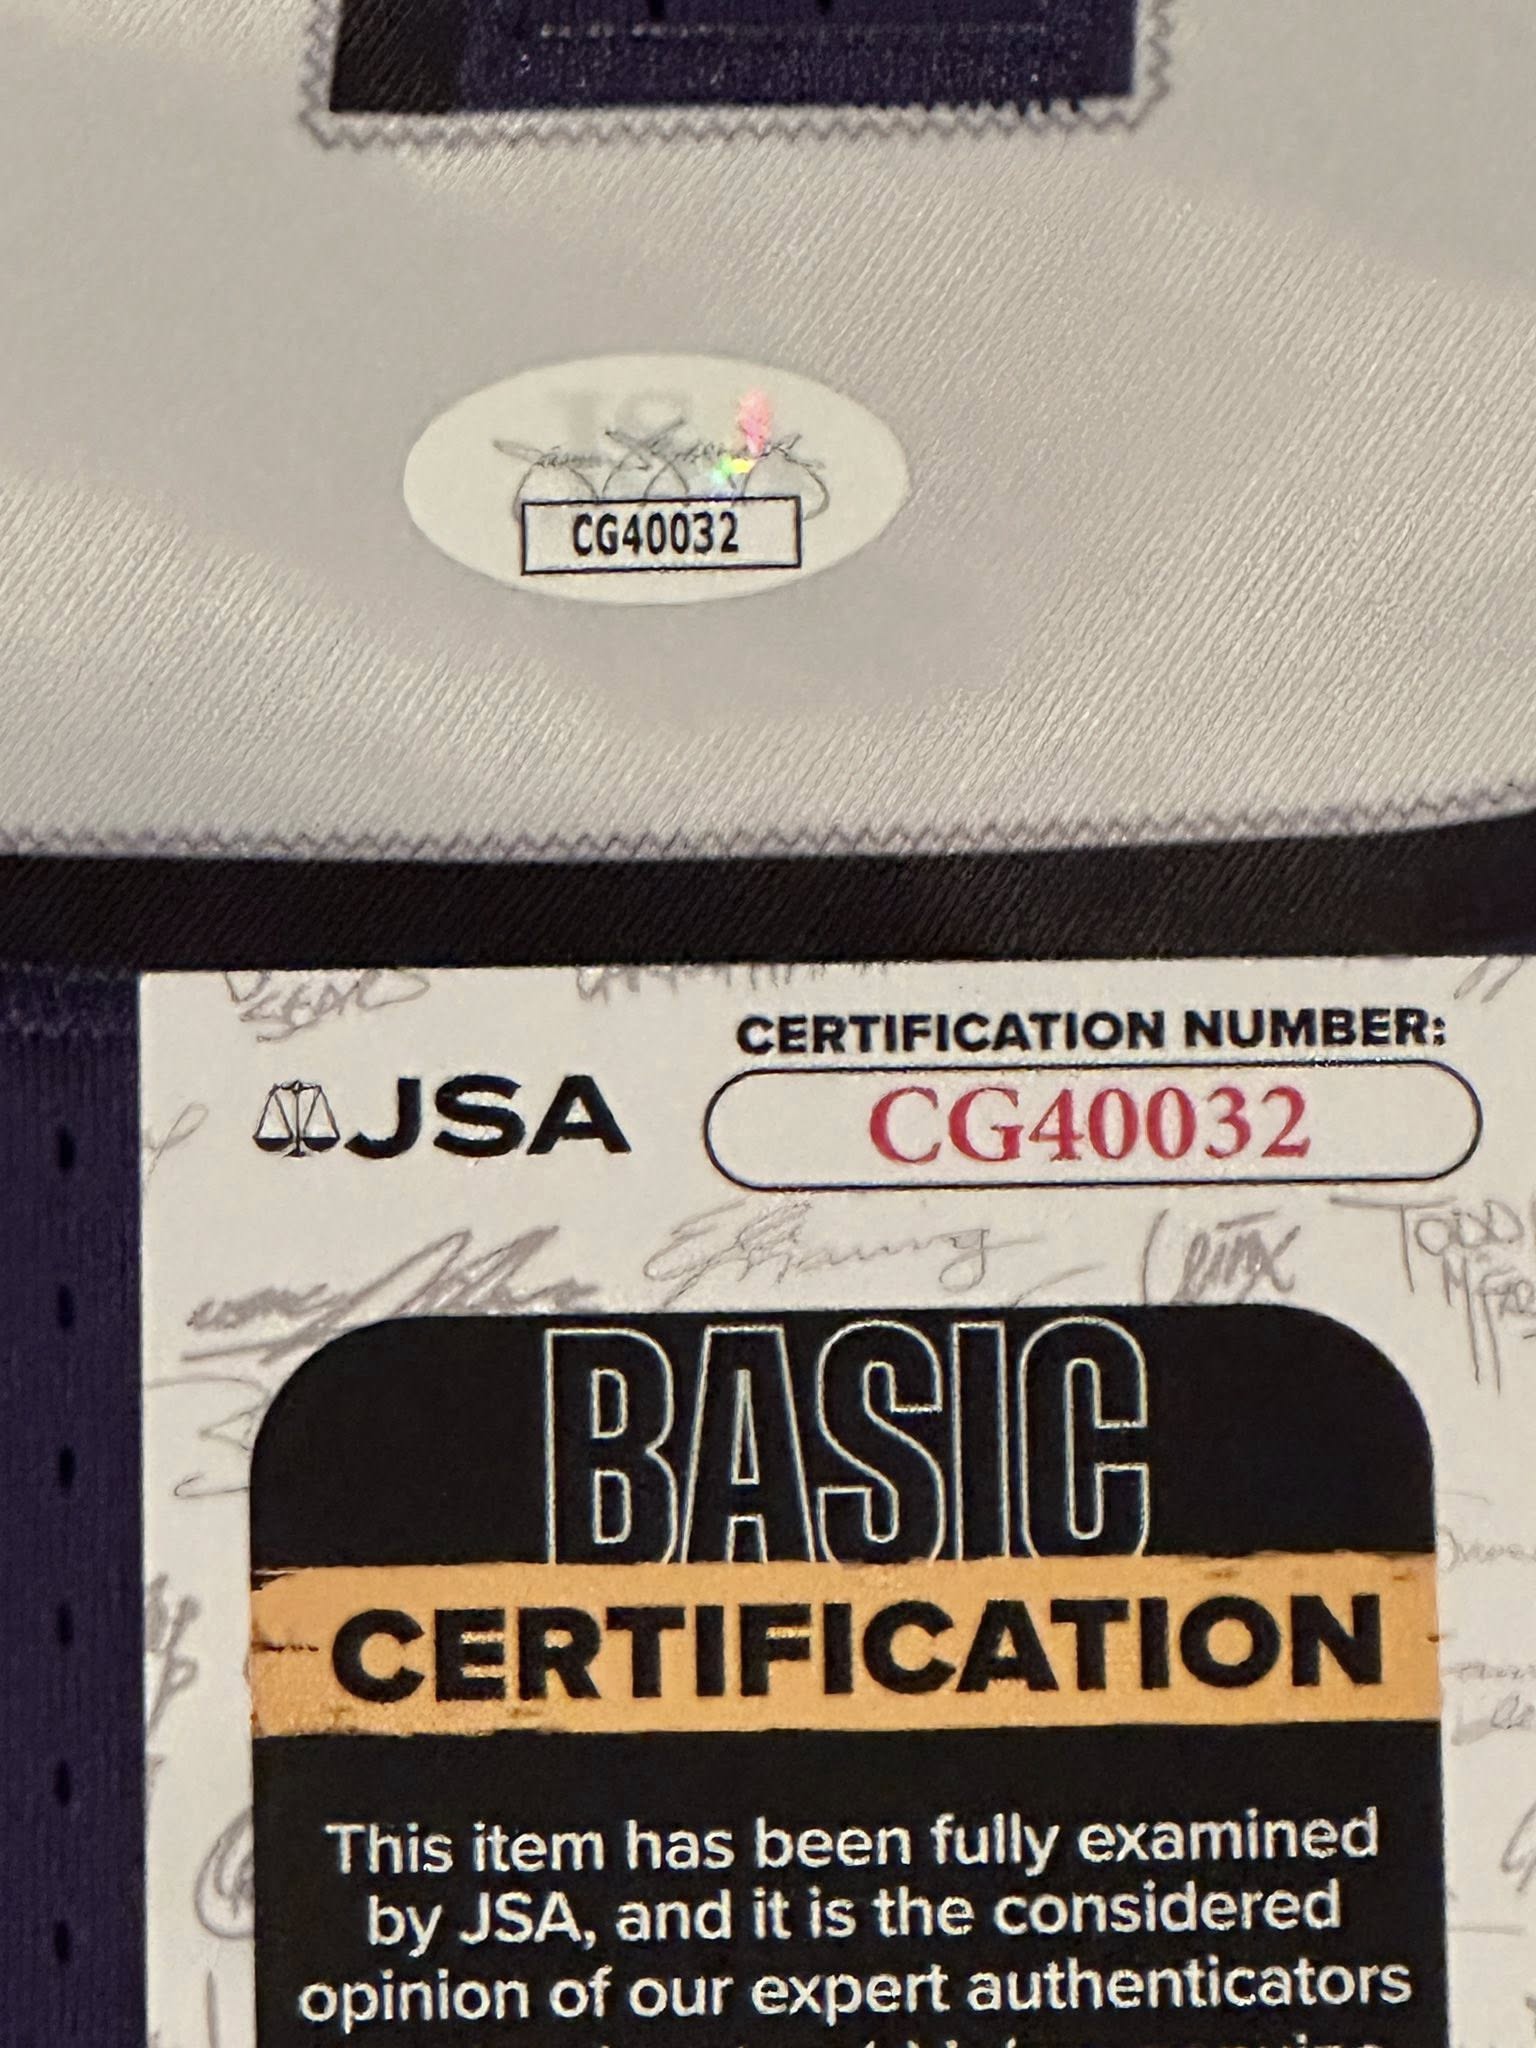 CG40032
CERTIFICATION NUMBER:
JSA
CG40032
BASIC
CERTIFICATION
This item has been fully examined
by JSA, and it is the considered
opinion of our expert authenticators